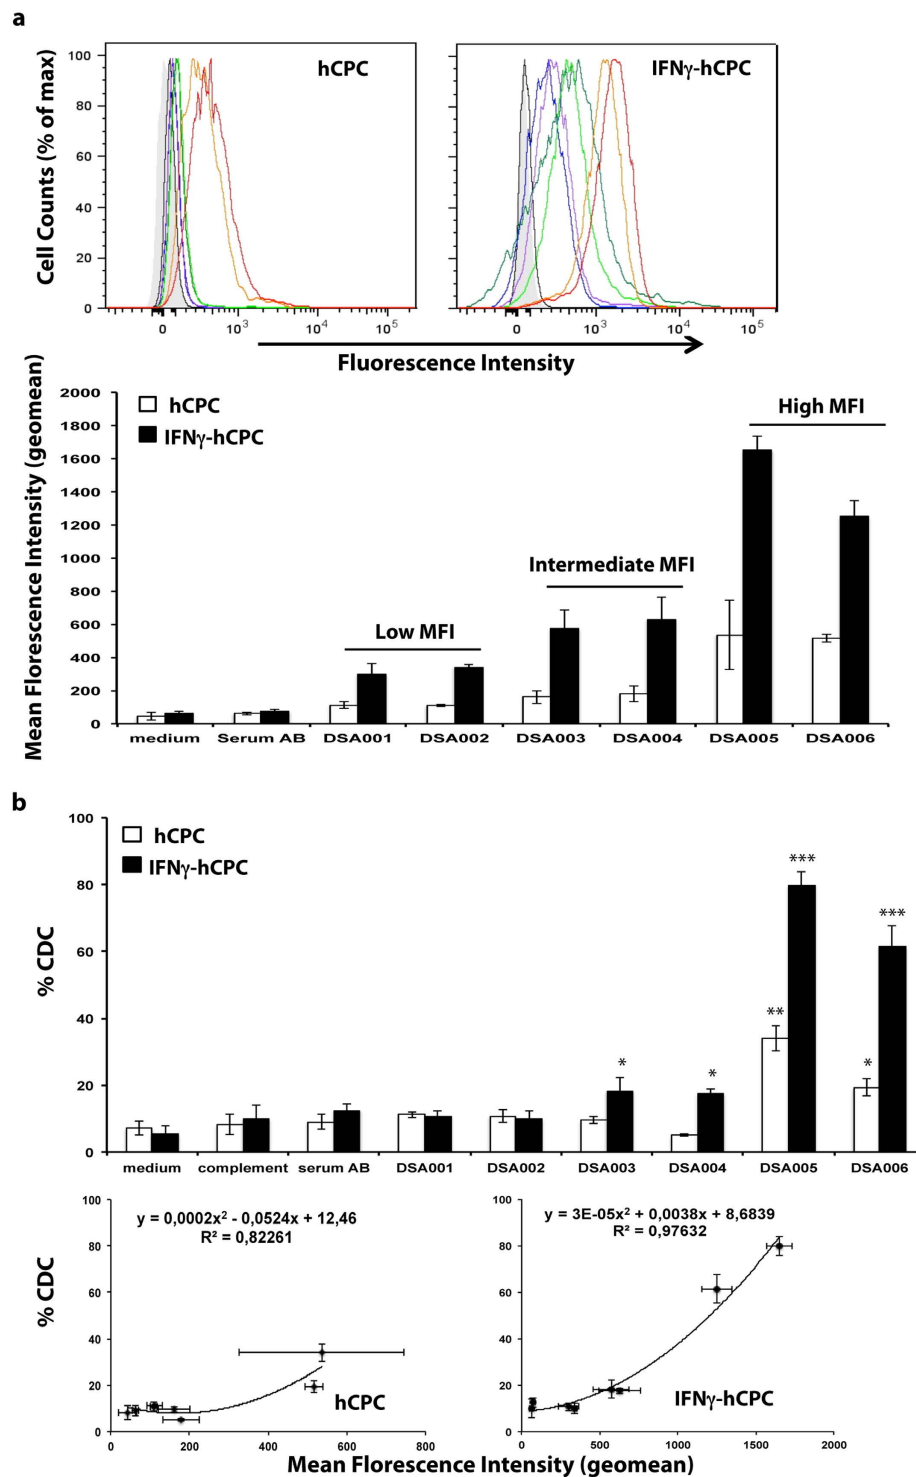 a
hCPC
IFNγ-hCPC
Cell Counts (% of max)
100
80
60
40
20
0
0 10³ 10⁴ 10⁵
0 10³ 10⁴ 10⁵
Fluorescence Intensity
Mean Florescence Intensity (geomean)
2000
1800
1600
1400
1200
1000
800
600
400
200
0
hCPC
IFNγ-hCPC
High MFI
Intermediate MFI
Low MFI
medium Serum AB DSA001 DSA002 DSA003 DSA004 DSA005 DSA006
b
% CDC
100
80
60
40
20
0
hCPC
IFNγ-hCPC
***
***
**
*
*
*
medium complement serum AB DSA001 DSA002 DSA003 DSA004 DSA005 DSA006
% CDC
100
80
60
40
20
0
y = 0,0002x² - 0,0524x + 12,46
R² = 0,82261
hCPC
0 200 400 600 800
100
80
60
40
20
0
y = 3E-05x² + 0,0038x + 8,6839
R² = 0,97632
IFNγ-hCPC
0 500 1000 1500 2000
Mean Florescence Intensity (geomean)